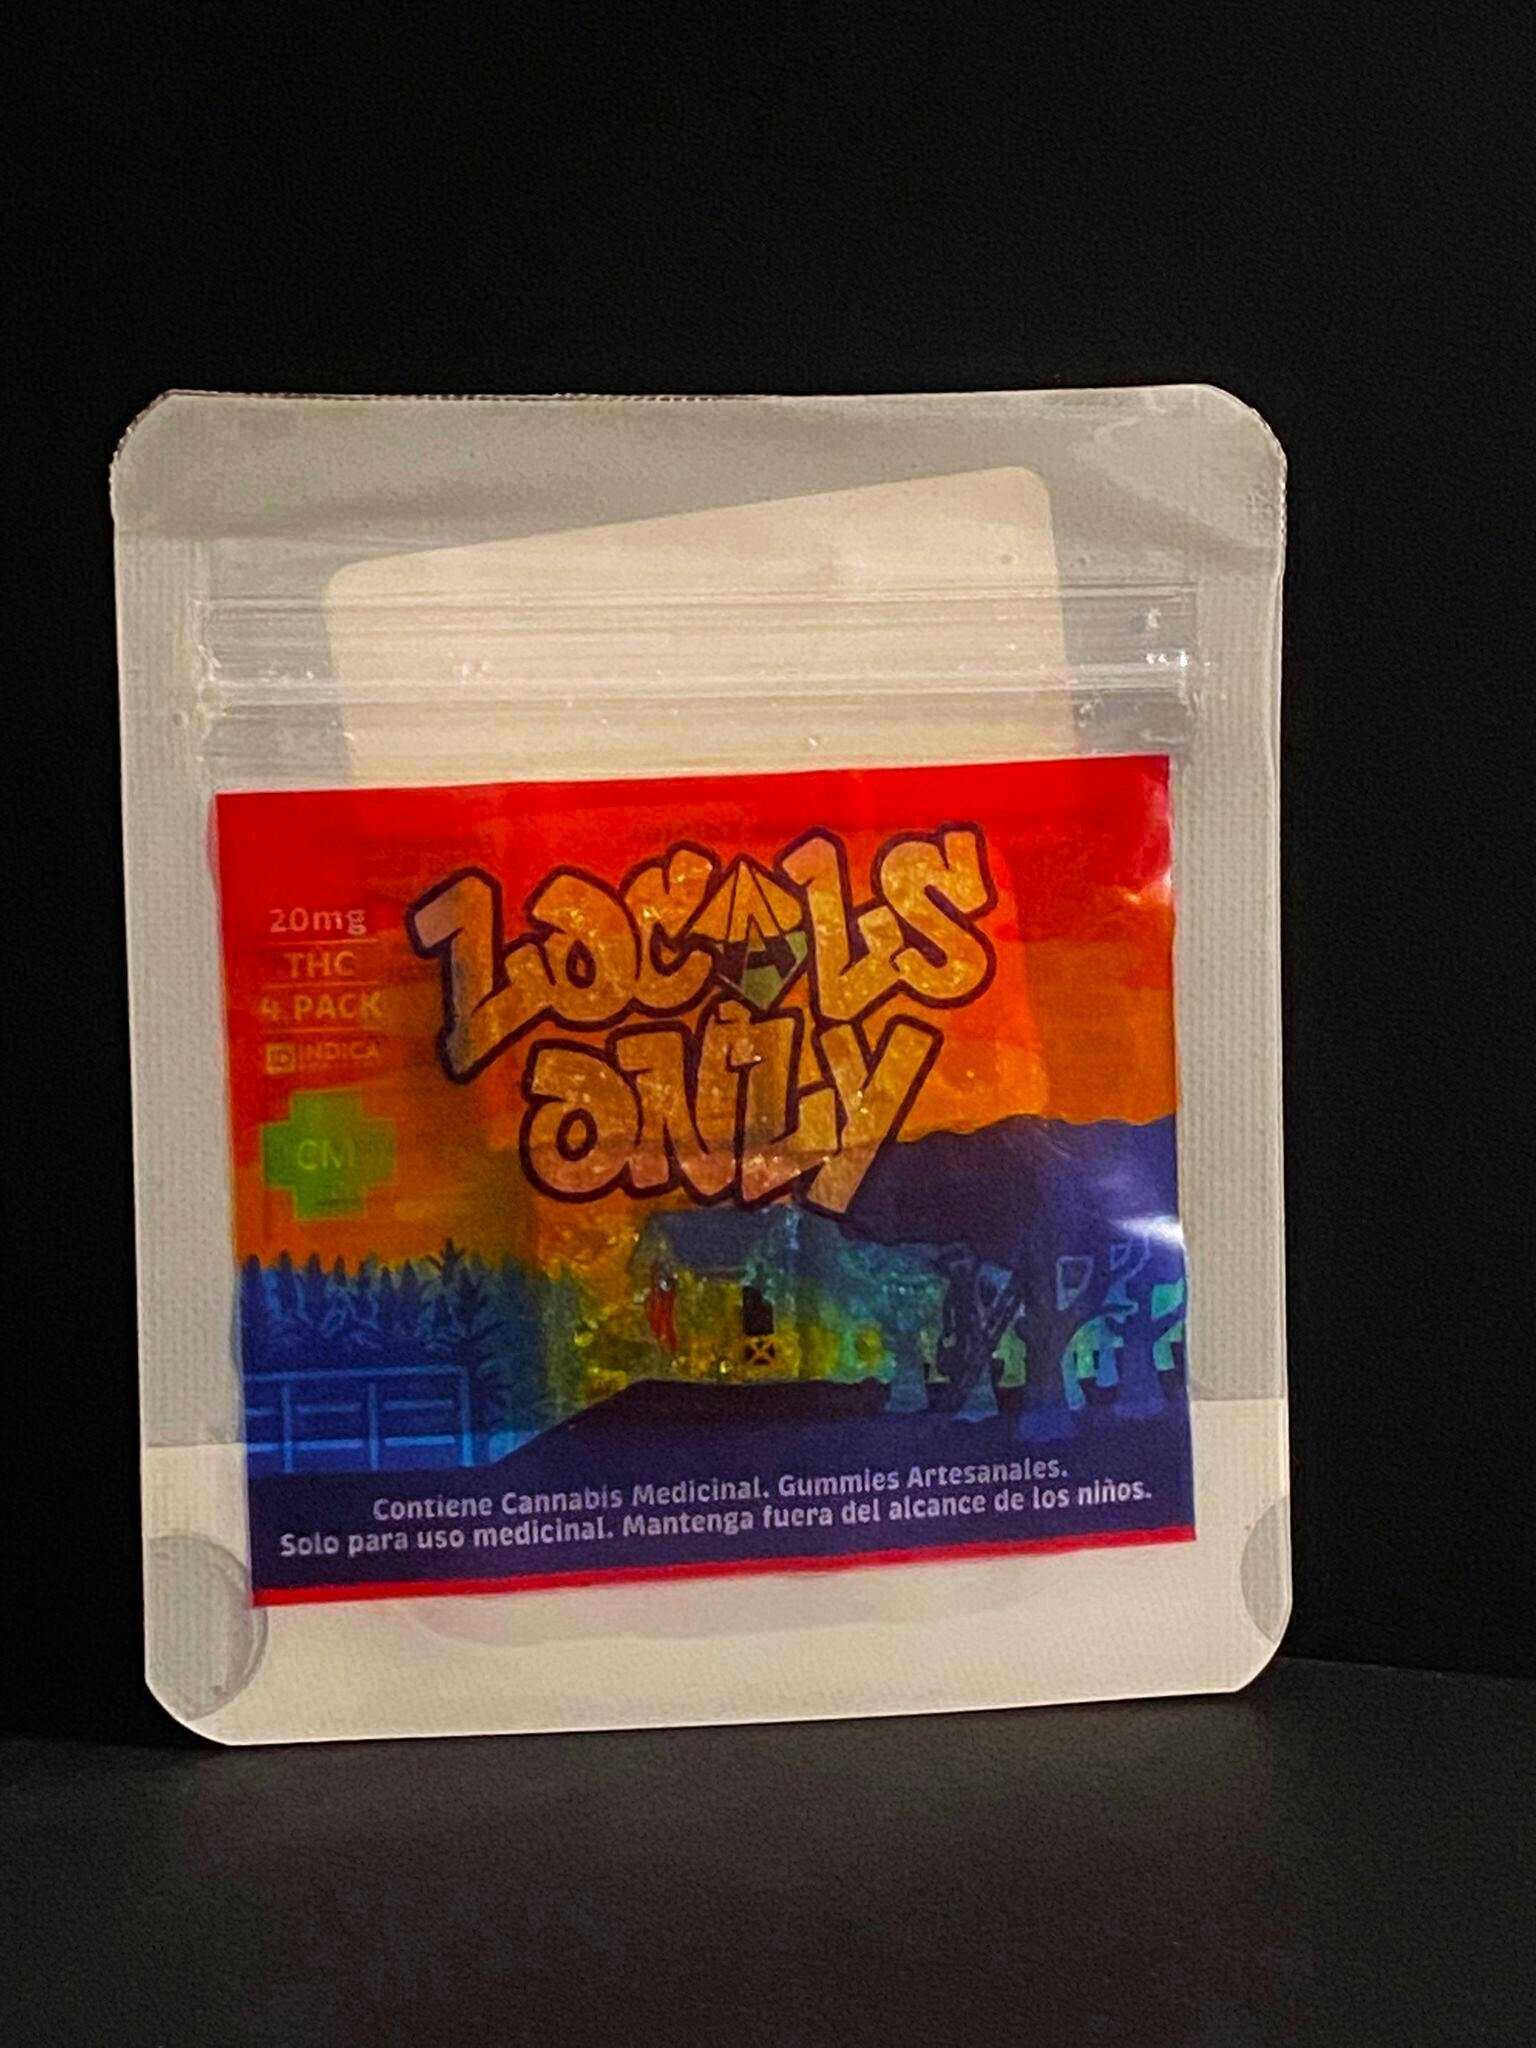 LOCALS
ONLY
20mg
THC
4 PACK
INDICA
CM
Contiene Cannabis Medicinal. Gummies Artesanales.
Solo para uso medicinal. Mantenga fuera del alcance de los niños.